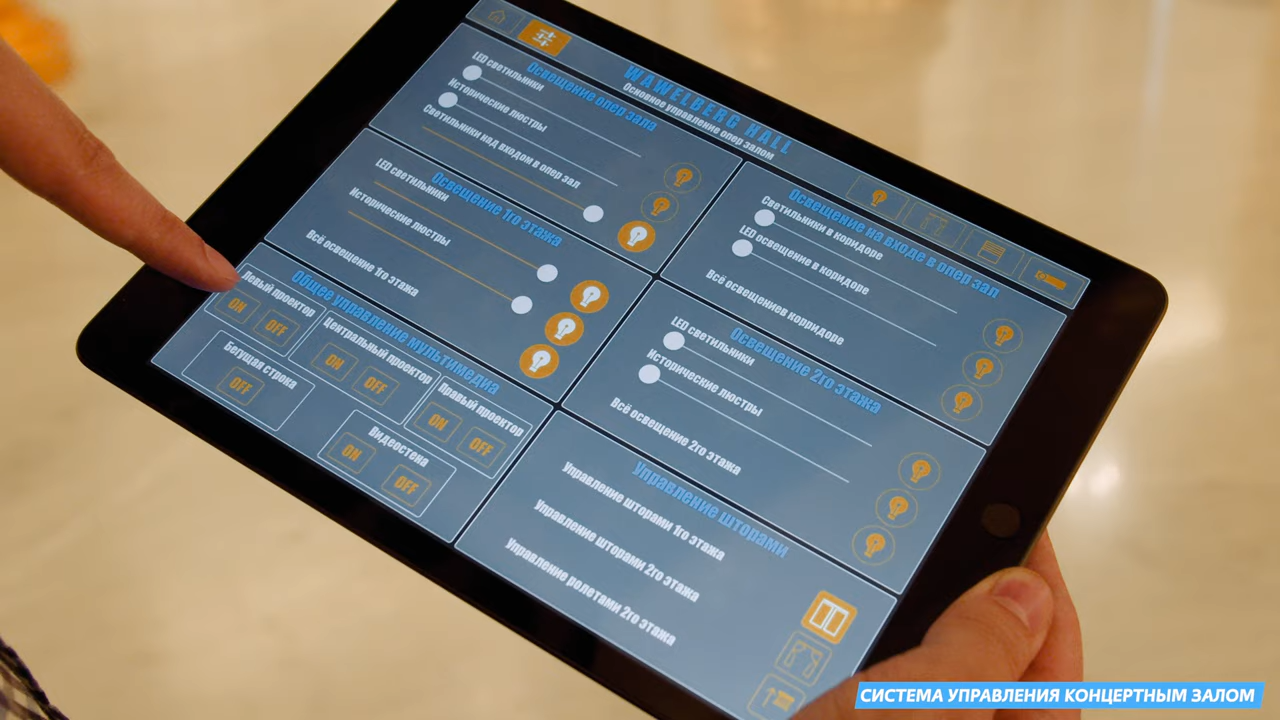 WAWELBERG HALL
Основное управление опер залом
Освещение опер зала
LED светильники
Исторические люстры
Светильники над входом в опер зал
Освещение 1го этажа
LED светильники
Исторические люстры
Всё освещение 1го этажа
Общее управление мультимедиа
Левый проектор
ON
OFF
Центральный проектор
ON
OFF
Правый проектор
ON
OFF
Бегущая строка
OFF
Видеостена
ON
OFF
Освещение на входе в опер зал
Светильники в коридоре
LED освещение в коридоре
Всё освещениев корридоре
Освещение 2го этажа
LED светильники
Исторические люстры
Всё освещение 2го этажа
Управление шторами
Управление шторами 1го этажа
Управление шторами 2го этажа
Управление ролетами 2го этажа
СИСТЕМА УПРАВЛЕНИЯ КОНЦЕРТНЫМ ЗАЛОМ